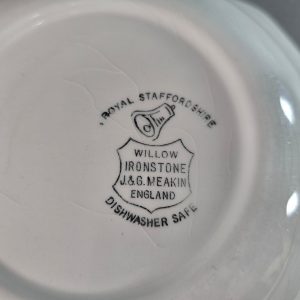 ROYAL STAFFORDSHIRE
WILLOW
IRONSTONE
J.&G.MEAKIN
ENGLAND
DISHWASHER SAFE